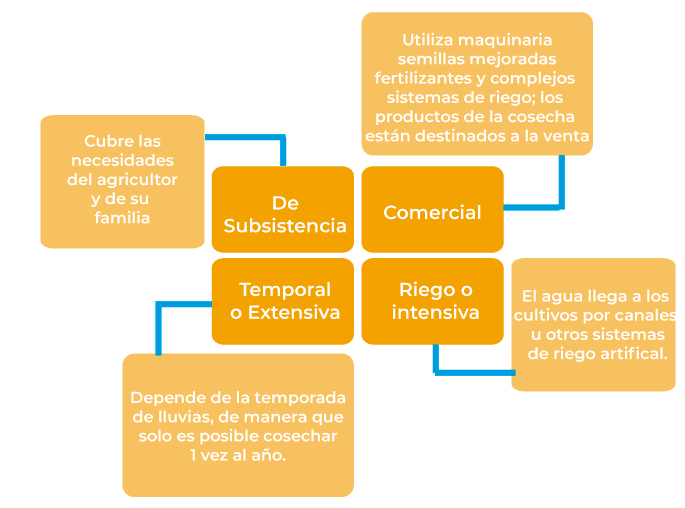 Utiliza maquinaria
semillas mejoradas
fertilizantes y complejos
sistemas de riego; los
productos de la cosecha
están destinados a la venta
Cubre las
necesidades
del agricultor
y de su
familia
De
Subsistencia
Comercial
Temporal
o Extensiva
Riego o
intensiva
El agua llega a los
cultivos por canales
u otros sistemas
de riego artifical.
Depende de la temporada
de lluvias, de manera que
solo es posible cosechar
1 vez al año.